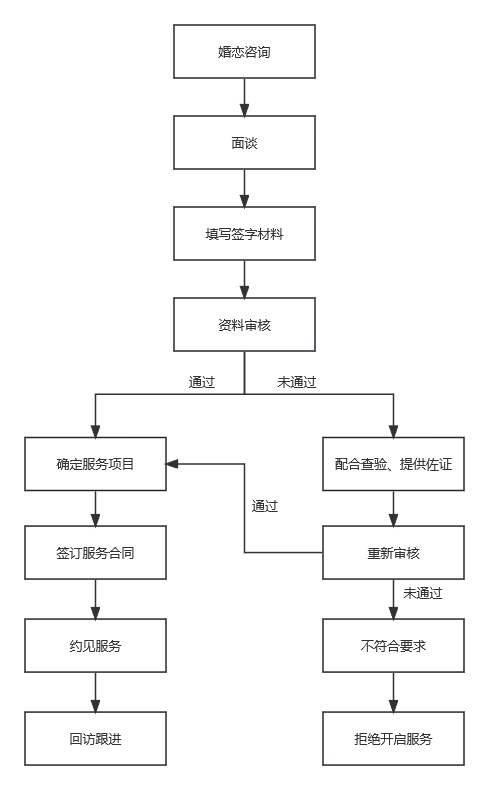 婚恋咨询
面谈
填写签字材料
资料审核
通过
未通过
确定服务项目
配合查验、提供佐证
通过
签订服务合同
重新审核
未通过
约见服务
不符合要求
回访跟进
拒绝开启服务